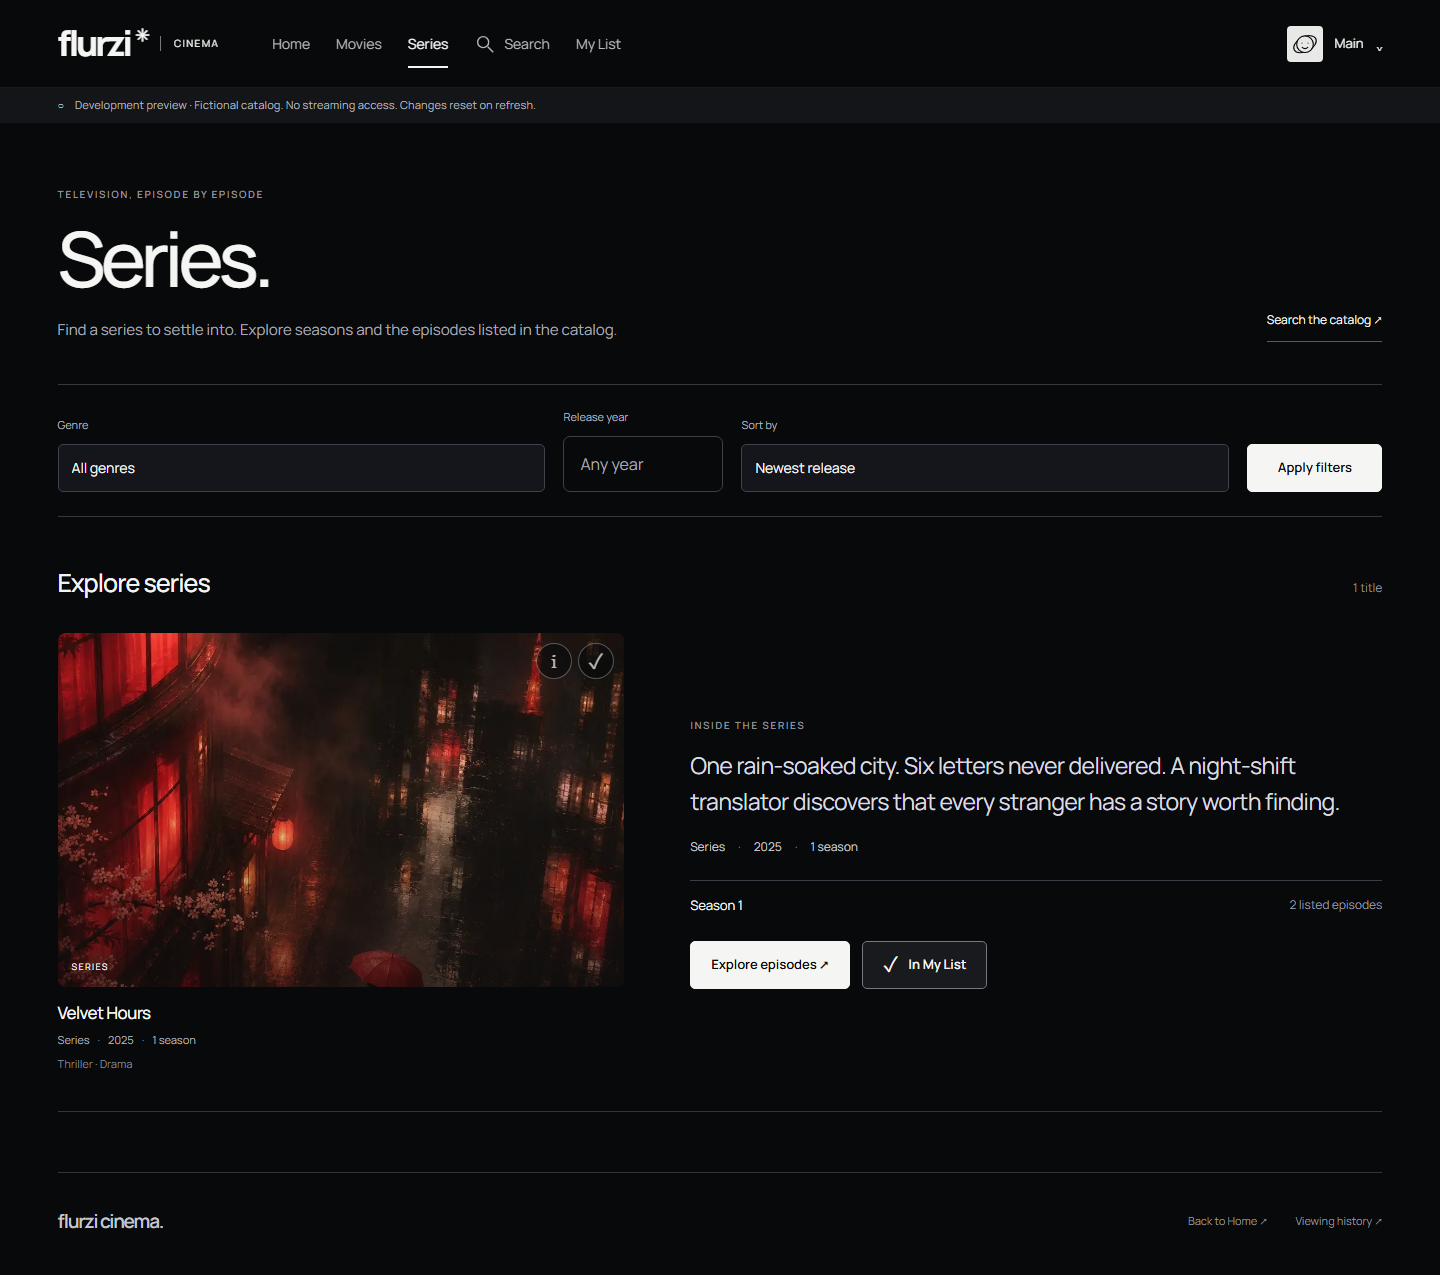 flurzi* CINEMA Home Movies Series Search My List Main
Development preview · Fictional catalog. No streaming access. Changes reset on refresh.
TELEVISION, EPISODE BY EPISODE
Series.
Find a series to settle into. Explore seasons and the episodes listed in the catalog.
Search the catalog ↗
Genre Release year Sort by
All genres Any year Newest release Apply filters
Explore series
1 title
i ✓
SERIES
Velvet Hours
Series · 2025 · 1 season
Thriller · Drama
INSIDE THE SERIES
One rain-soaked city. Six letters never delivered. A night-shift
translator discovers that every stranger has a story worth finding.
Series · 2025 · 1 season
Season 1 2 listed episodes
Explore episodes ↗ ✓ In My List
flurzi cinema. Back to Home ↗ Viewing history ↗